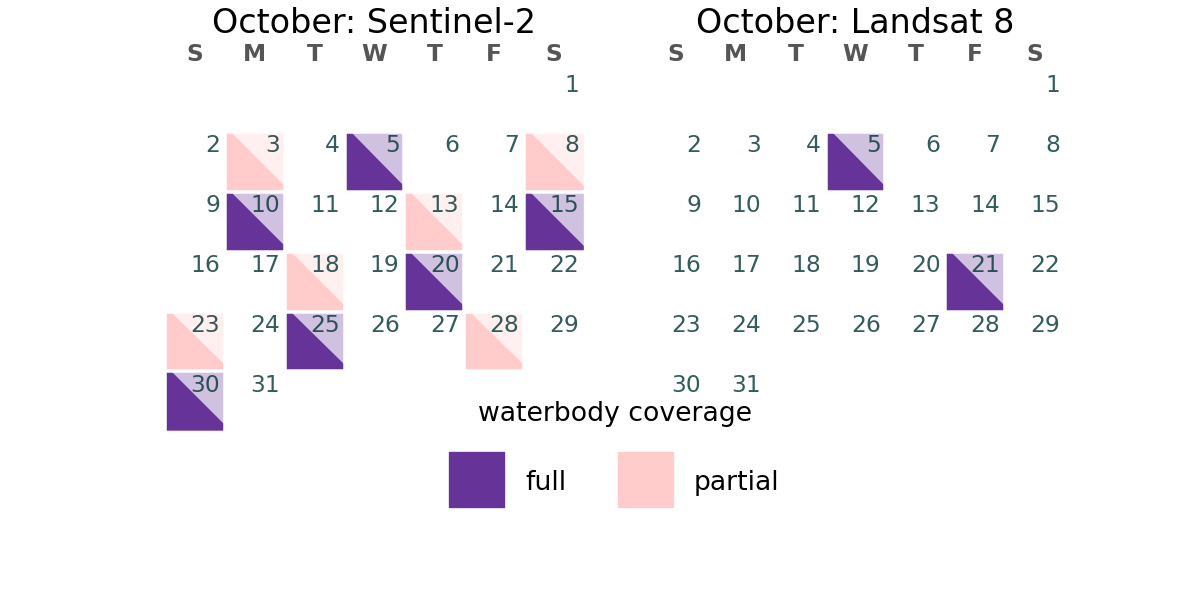 October: Sentinel-2
S M T W T F S
1
2 3 4 5 6 7 8
9 10 11 12 13 14 15
16 17 18 19 20 21 22
23 24 25 26 27 28 29
30 31
October: Landsat 8
S M T W T F S
1
2 3 4 5 6 7 8
9 10 11 12 13 14 15
16 17 18 19 20 21 22
23 24 25 26 27 28 29
30 31
waterbody coverage
full partial